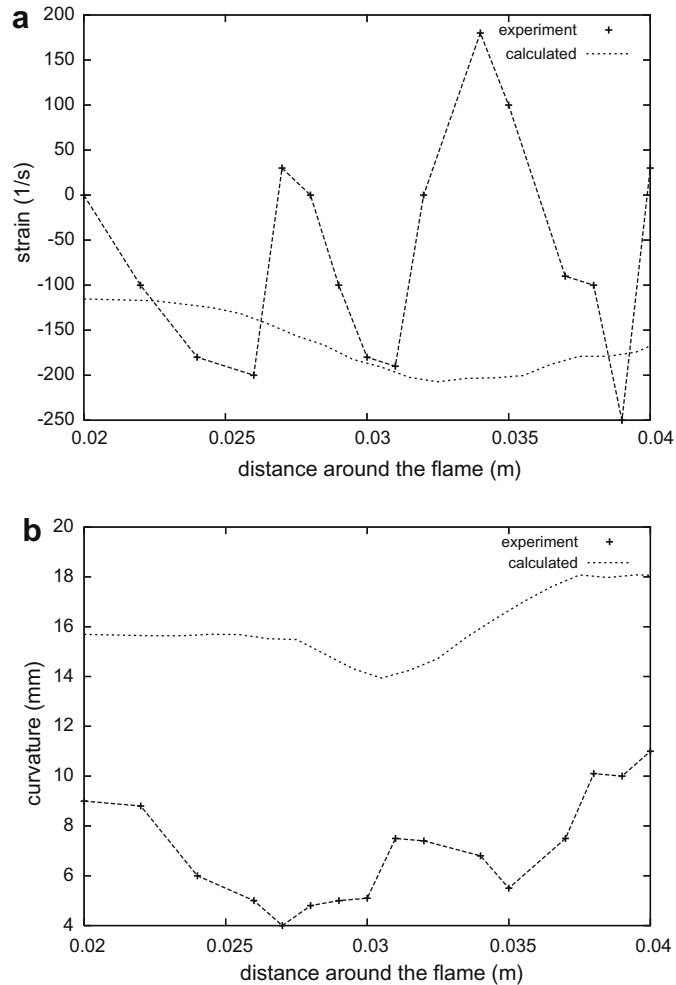 a
200
150
100
50
0
-50
-100
-150
-200
-250
strain (1/s)
experiment
calculated
0.02 0.025 0.03 0.035 0.04
distance around the flame (m)
b
20
18
16
14
12
10
8
6
4
curvature (mm)
experiment
calculated
0.02 0.025 0.03 0.035 0.04
distance around the flame (m)